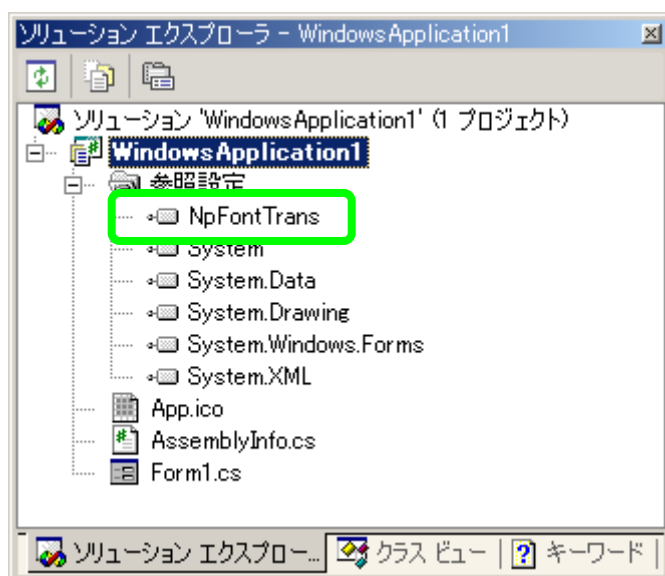 ソリューション エクスプローラ - WindowsApplication1
ソリューション 'WindowsApplication1' (1 プロジェクト)
WindowsApplication1
参照設定
NpFontTrans
System
System.Data
System.Drawing
System.Windows.Forms
System.XML
App.ico
AssemblyInfo.cs
Form1.cs
ソリューション エクスプロー... クラス ビュー キーワード